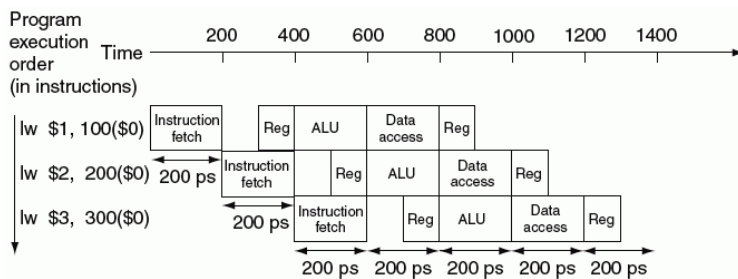 Program
execution
order
(in instructions)
Time
200 400 600 800 1000 1200 1400
lw $1, 100($0)
Instruction
fetch
Reg
ALU
Data
access
Reg
lw $2, 200($0)
200 ps
Instruction
fetch
Reg
ALU
Data
access
Reg
lw $3, 300($0)
200 ps
Instruction
fetch
Reg
ALU
Data
access
Reg
200 ps 200 ps 200 ps 200 ps 200 ps